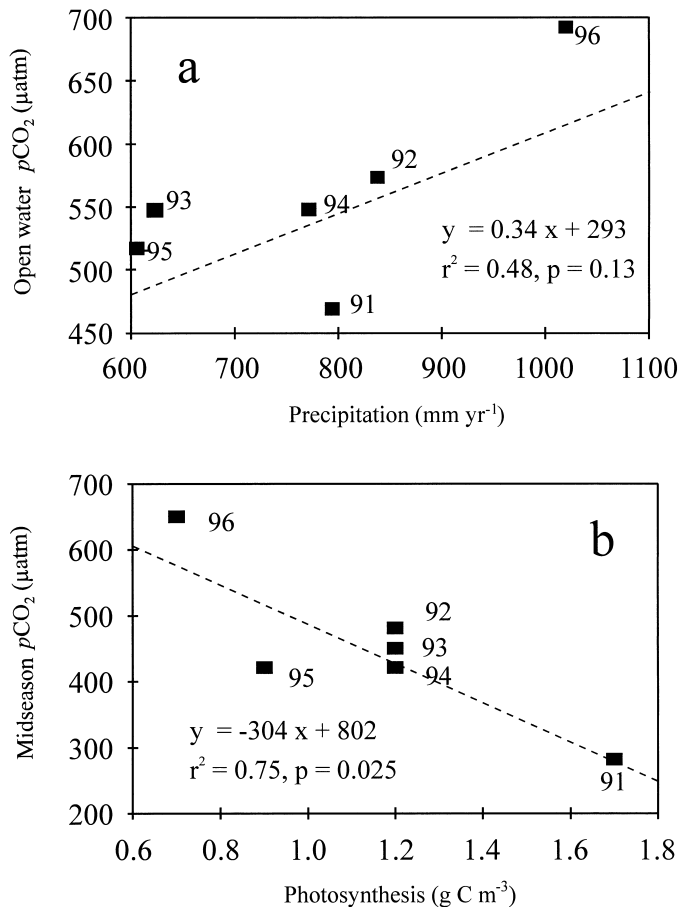 700
650
600
550
500
450
Open water pCO₂ (µatm)
a
96
92
93
94
95
91
y = 0.34 x + 293
r² = 0.48, p = 0.13
600 700 800 900 1000 1100
Precipitation (mm yr⁻¹)
700
600
500
400
300
200
Midseason pCO₂ (µatm)
b
96
92
93
95
94
y = -304 x + 802
r² = 0.75, p = 0.025
91
0.6 0.8 1.0 1.2 1.4 1.6 1.8
Photosynthesis (g C m⁻³)